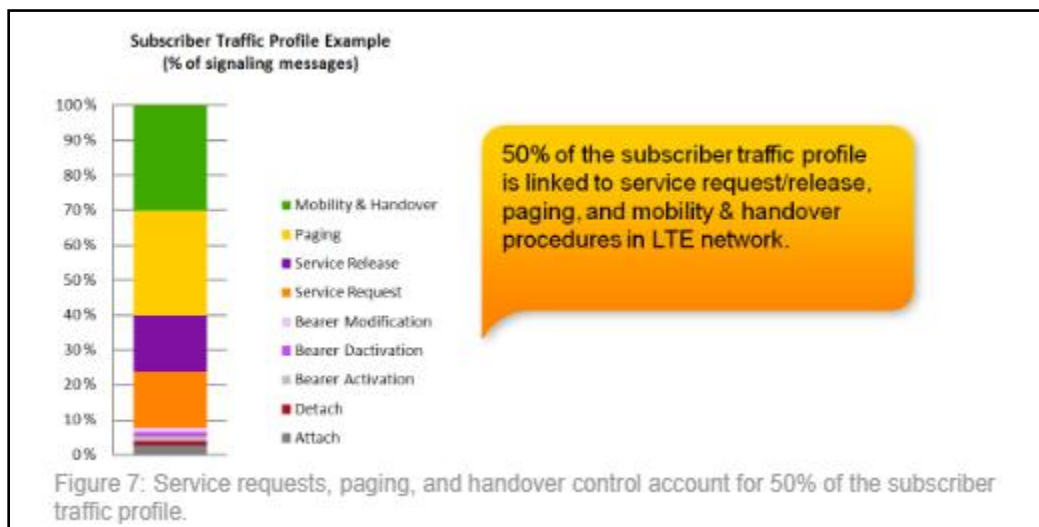 Subscriber Traffic Profile Example
(% of signaling messages)
100%
90%
80%
70%
60%
50%
40%
30%
20%
10%
0%
Mobility & Handover
Paging
Service Release
Service Request
Bearer Modification
Bearer Dactivation
Bearer Activation
Detach
Attach
50% of the subscriber traffic profile
is linked to service request/release,
paging, and mobility & handover
procedures in LTE network.
Figure 7: Service requests, paging, and handover control account for 50% of the subscriber
traffic profile.